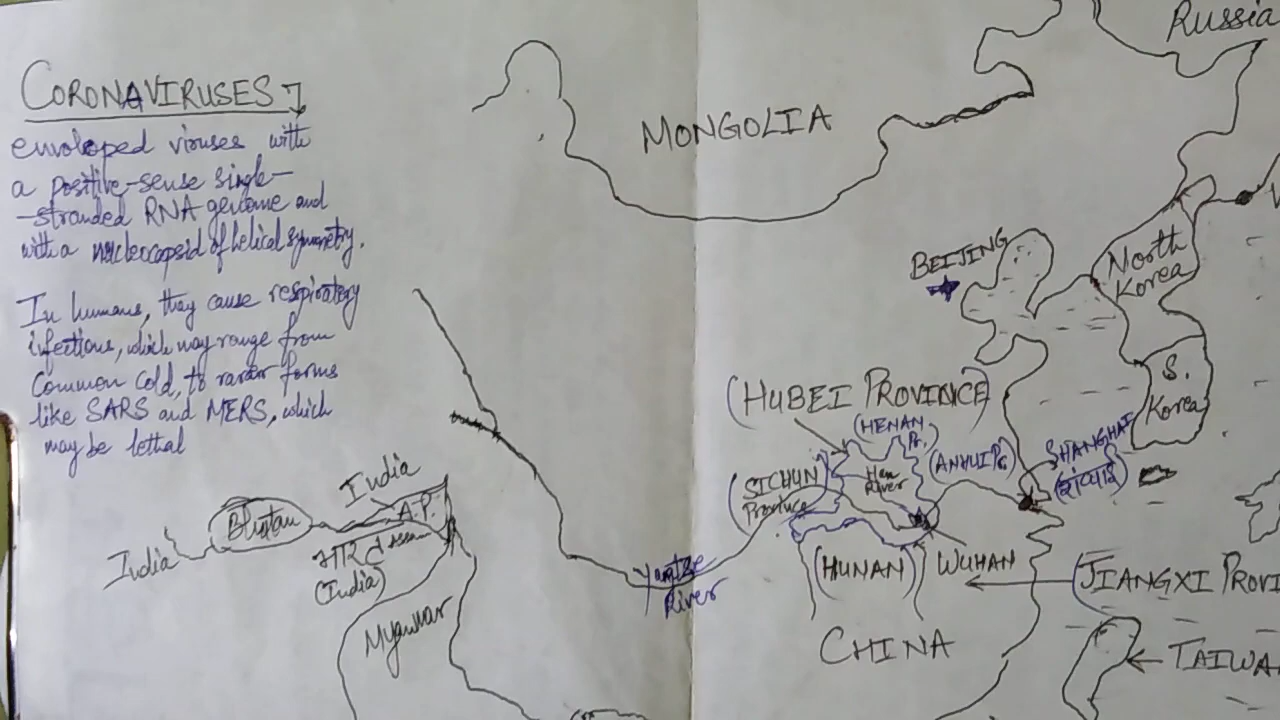 CORONAVIRUSES
enveloped viruses with
a positive-sense single-
-stranded RNA genome and
with a nucleocapsid of helical symmetry.
In humans, they cause respiratory
infections, which may range from
Common Cold, to rarer forms
like SARS and MERS, which
may be lethal
Russia
MONGOLIA
BEIJING
North
Korea
S.
Korea
(HUBEI PROVINCE)
(HENAN
Pr.)
(ANHUI Pr.)
SHANGHAI
(शंघाई)
(SICHUN)
Province
Han
River
WUHAN
(HUNAN)
(JIANGXI PROVI
Yangtze
River
CHINA
TAIWA
India
A.P.
Bhutan
India
भारत
(India)
Myanmar